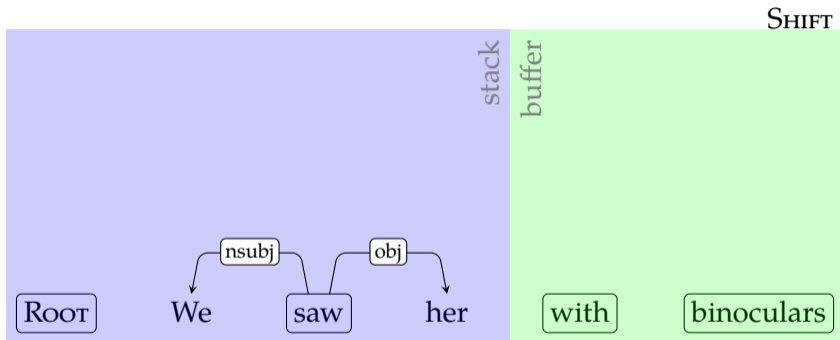 SHIFT
stack
buffer
nsubj obj
ROOT We saw her with binoculars